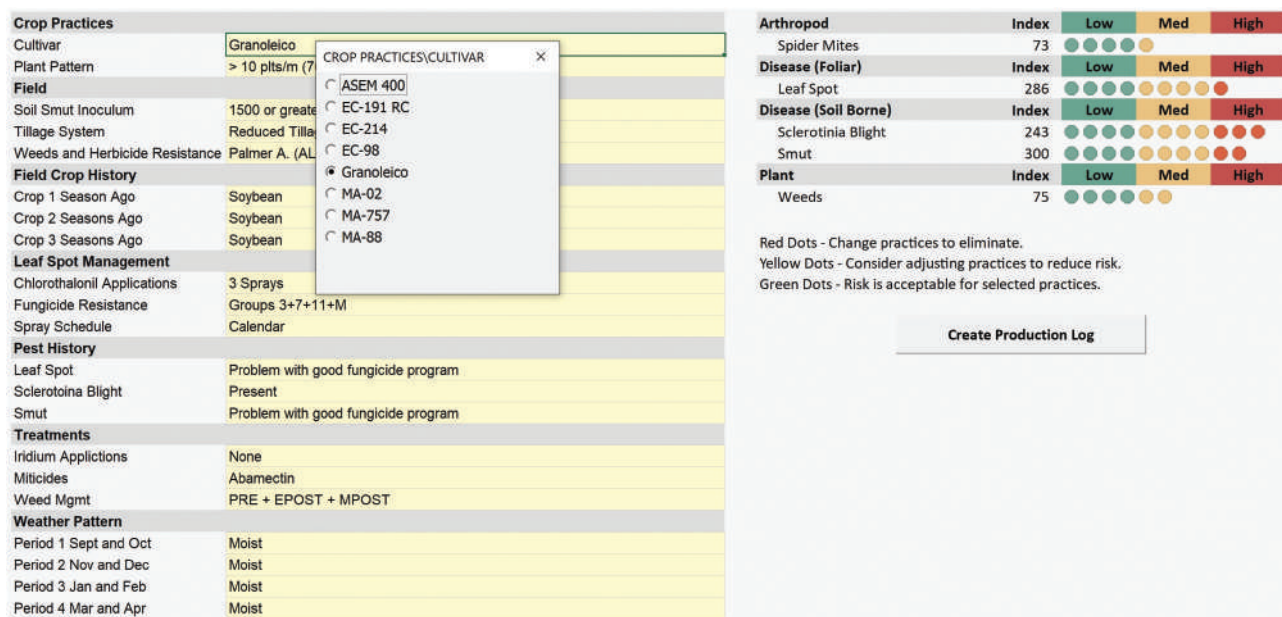 Crop Practices
Cultivar Granoleico
Plant Pattern > 10 plts/m (7
Field
Soil Smut Inoculum 1500 or greate
Tillage System Reduced Tilla
Weeds and Herbicide Resistance Palmer A. (AL
Field Crop History
Crop 1 Season Ago Soybean
Crop 2 Seasons Ago Soybean
Crop 3 Seasons Ago Soybean
Leaf Spot Management
Chlorothalonil Applications 3 Sprays
Fungicide Resistance Groups 3+7+11+M
Spray Schedule Calendar
Pest History
Leaf Spot Problem with good fungicide program
Sclerotoina Blight Present
Smut Problem with good fungicide program
Treatments
Iridium Applictions None
Miticides Abamectin
Weed Mgmt PRE + EPOST + MPOST
Weather Pattern
Period 1 Sept and Oct Moist
Period 2 Nov and Dec Moist
Period 3 Jan and Feb Moist
Period 4 Mar and Apr Moist
CROP PRACTICES\CULTIVAR ×
ASEM 400
EC-191 RC
EC-214
EC-98
Granoleico
MA-02
MA-757
MA-88
Arthropod Index Low Med High
Spider Mites 73
Disease (Foliar) Index Low Med High
Leaf Spot 286
Disease (Soil Borne) Index Low Med High
Sclerotinia Blight 243
Smut 300
Plant Index Low Med High
Weeds 75
Red Dots - Change practices to eliminate.
Yellow Dots - Consider adjusting practices to reduce risk.
Green Dots - Risk is acceptable for selected practices.
Create Production Log